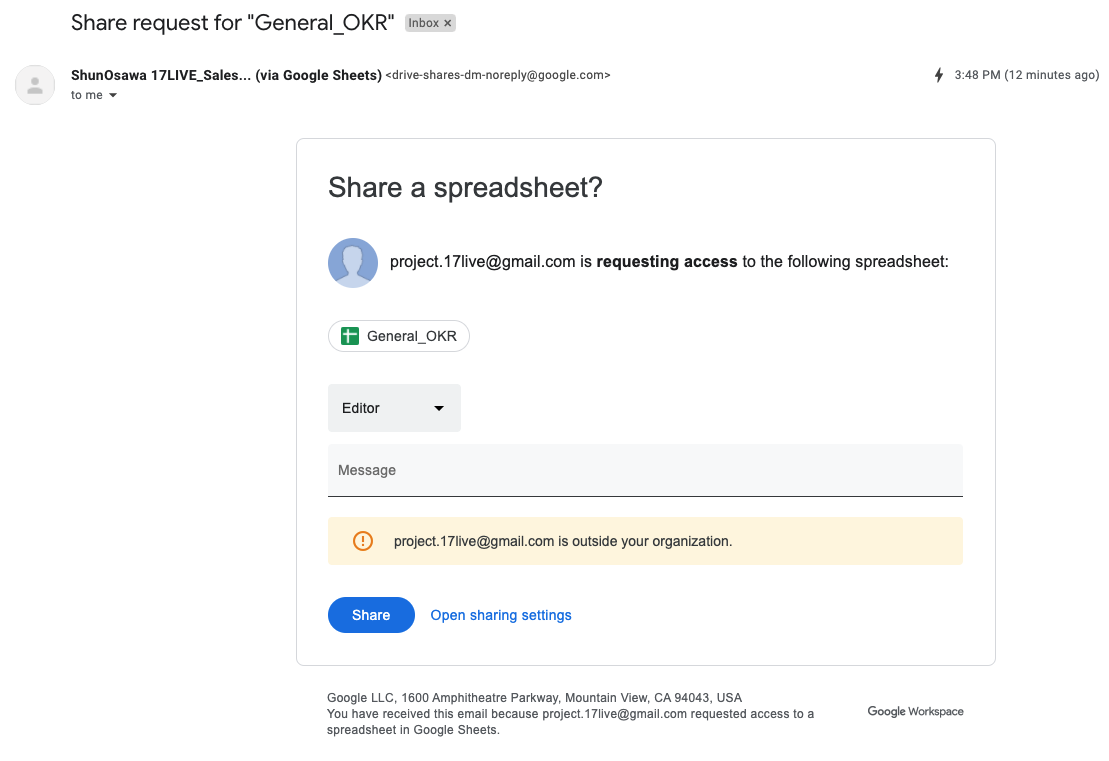 Share request for "General_OKR" Inbox ×
ShunOsawa 17LIVE_Sales... (via Google Sheets) <drive-shares-dm-noreply@google.com>
3:48 PM (12 minutes ago)
to me
Share a spreadsheet?
project.17live@gmail.com is requesting access to the following spreadsheet:
General_OKR
Editor
Message
project.17live@gmail.com is outside your organization.
Share Open sharing settings
Google LLC, 1600 Amphitheatre Parkway, Mountain View, CA 94043, USA
You have received this email because project.17live@gmail.com requested access to a
spreadsheet in Google Sheets.
Google Workspace